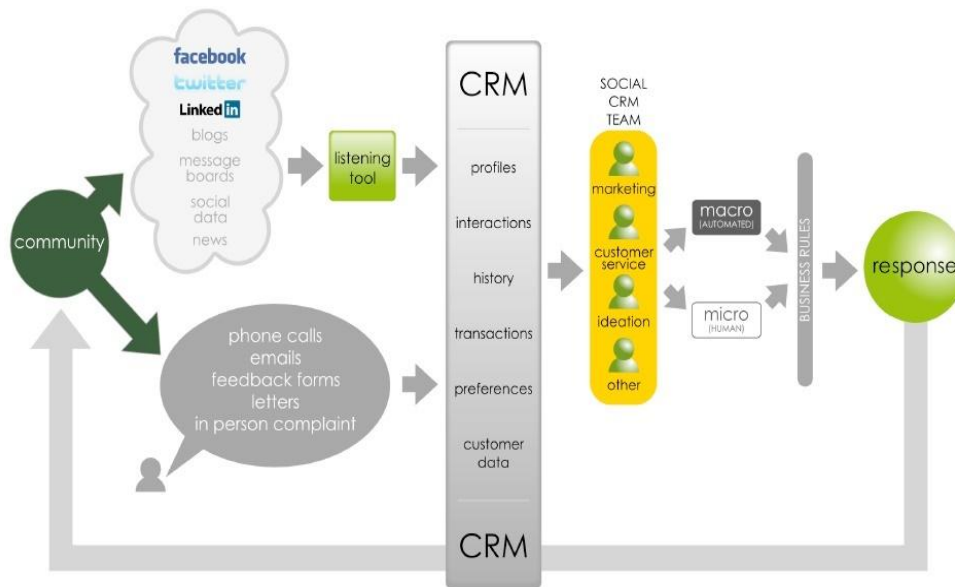 community
facebook
twitter
Linked in
blogs
message
boards
social
data
news
listening
tool
phone calls
emails
feedback forms
letters
in person complaint
CRM
profiles
interactions
history
transactions
preferences
customer
data
CRM
SOCIAL
CRM
TEAM
marketing
customer
service
ideation
other
macro
(AUTOMATED)
micro
(HUMAN)
BUSINESS RULES
response